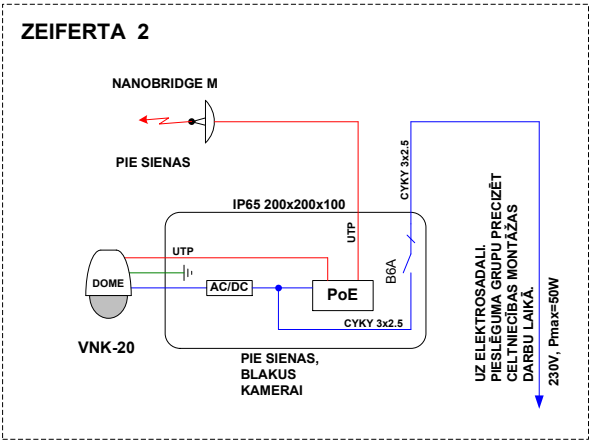 ZEIFERTA 2
NANOBRIDGE M
PIE SIENAS
IP65 200x200x100
UTP
CYKY 3x2.5
UTP
B6A
DOME
AC/DC
PoE
CYKY 3x2.5
VNK-20
PIE SIENAS,
BLAKUS
KAMERAI
UZ ELEKTROSADALI.
PIESLĒGUMA GRUPU PRECIZĒT
CELTNIECĪBAS MONTĀŽAS
DARBU LAIKĀ.
230V, Pmax=50W